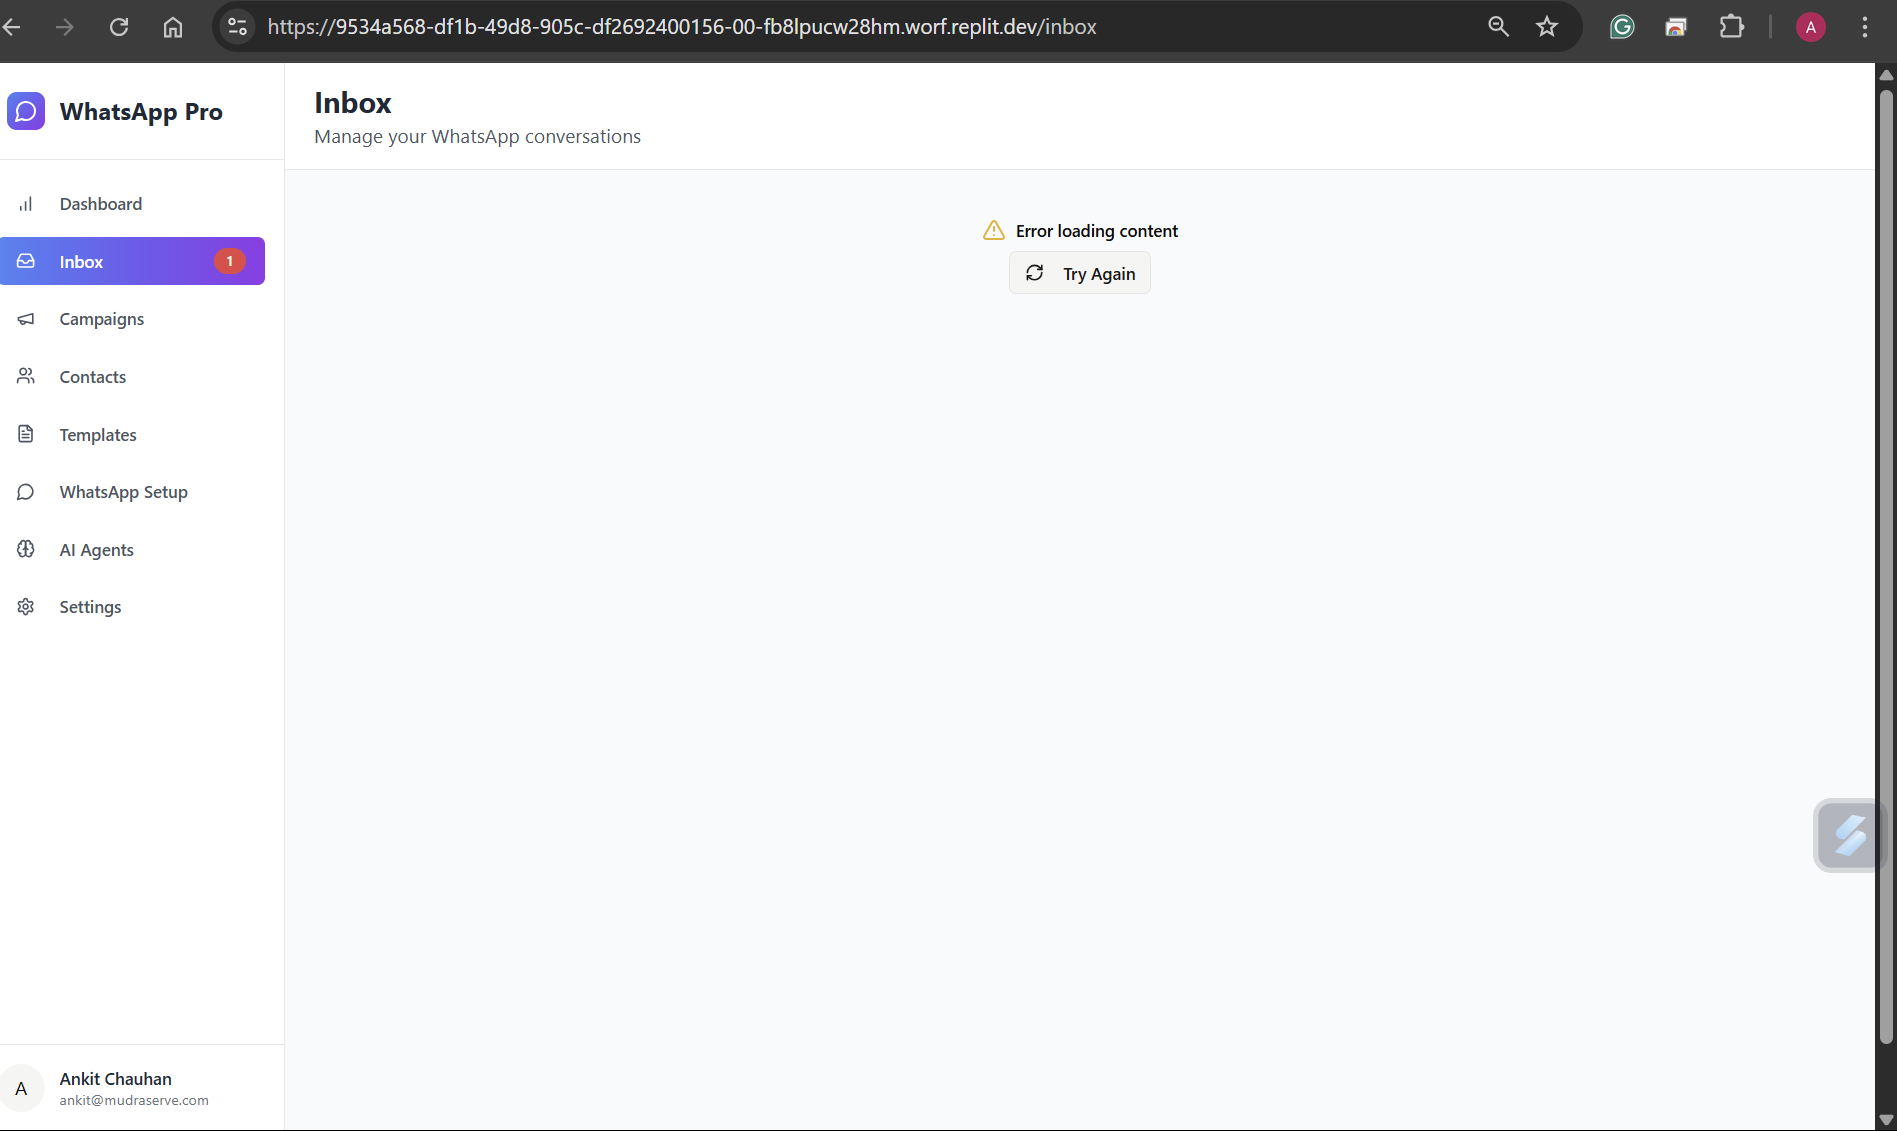 https://9534a568-df1b-49d8-905c-df2692400156-00-fb8lpucw28hm.worf.replit.dev/inbox
A
WhatsApp Pro
Dashboard
Inbox
1
Campaigns
Contacts
Templates
WhatsApp Setup
AI Agents
Settings
A
Ankit Chauhan
ankit@mudraserve.com
Inbox
Manage your WhatsApp conversations
Error loading content
Try Again